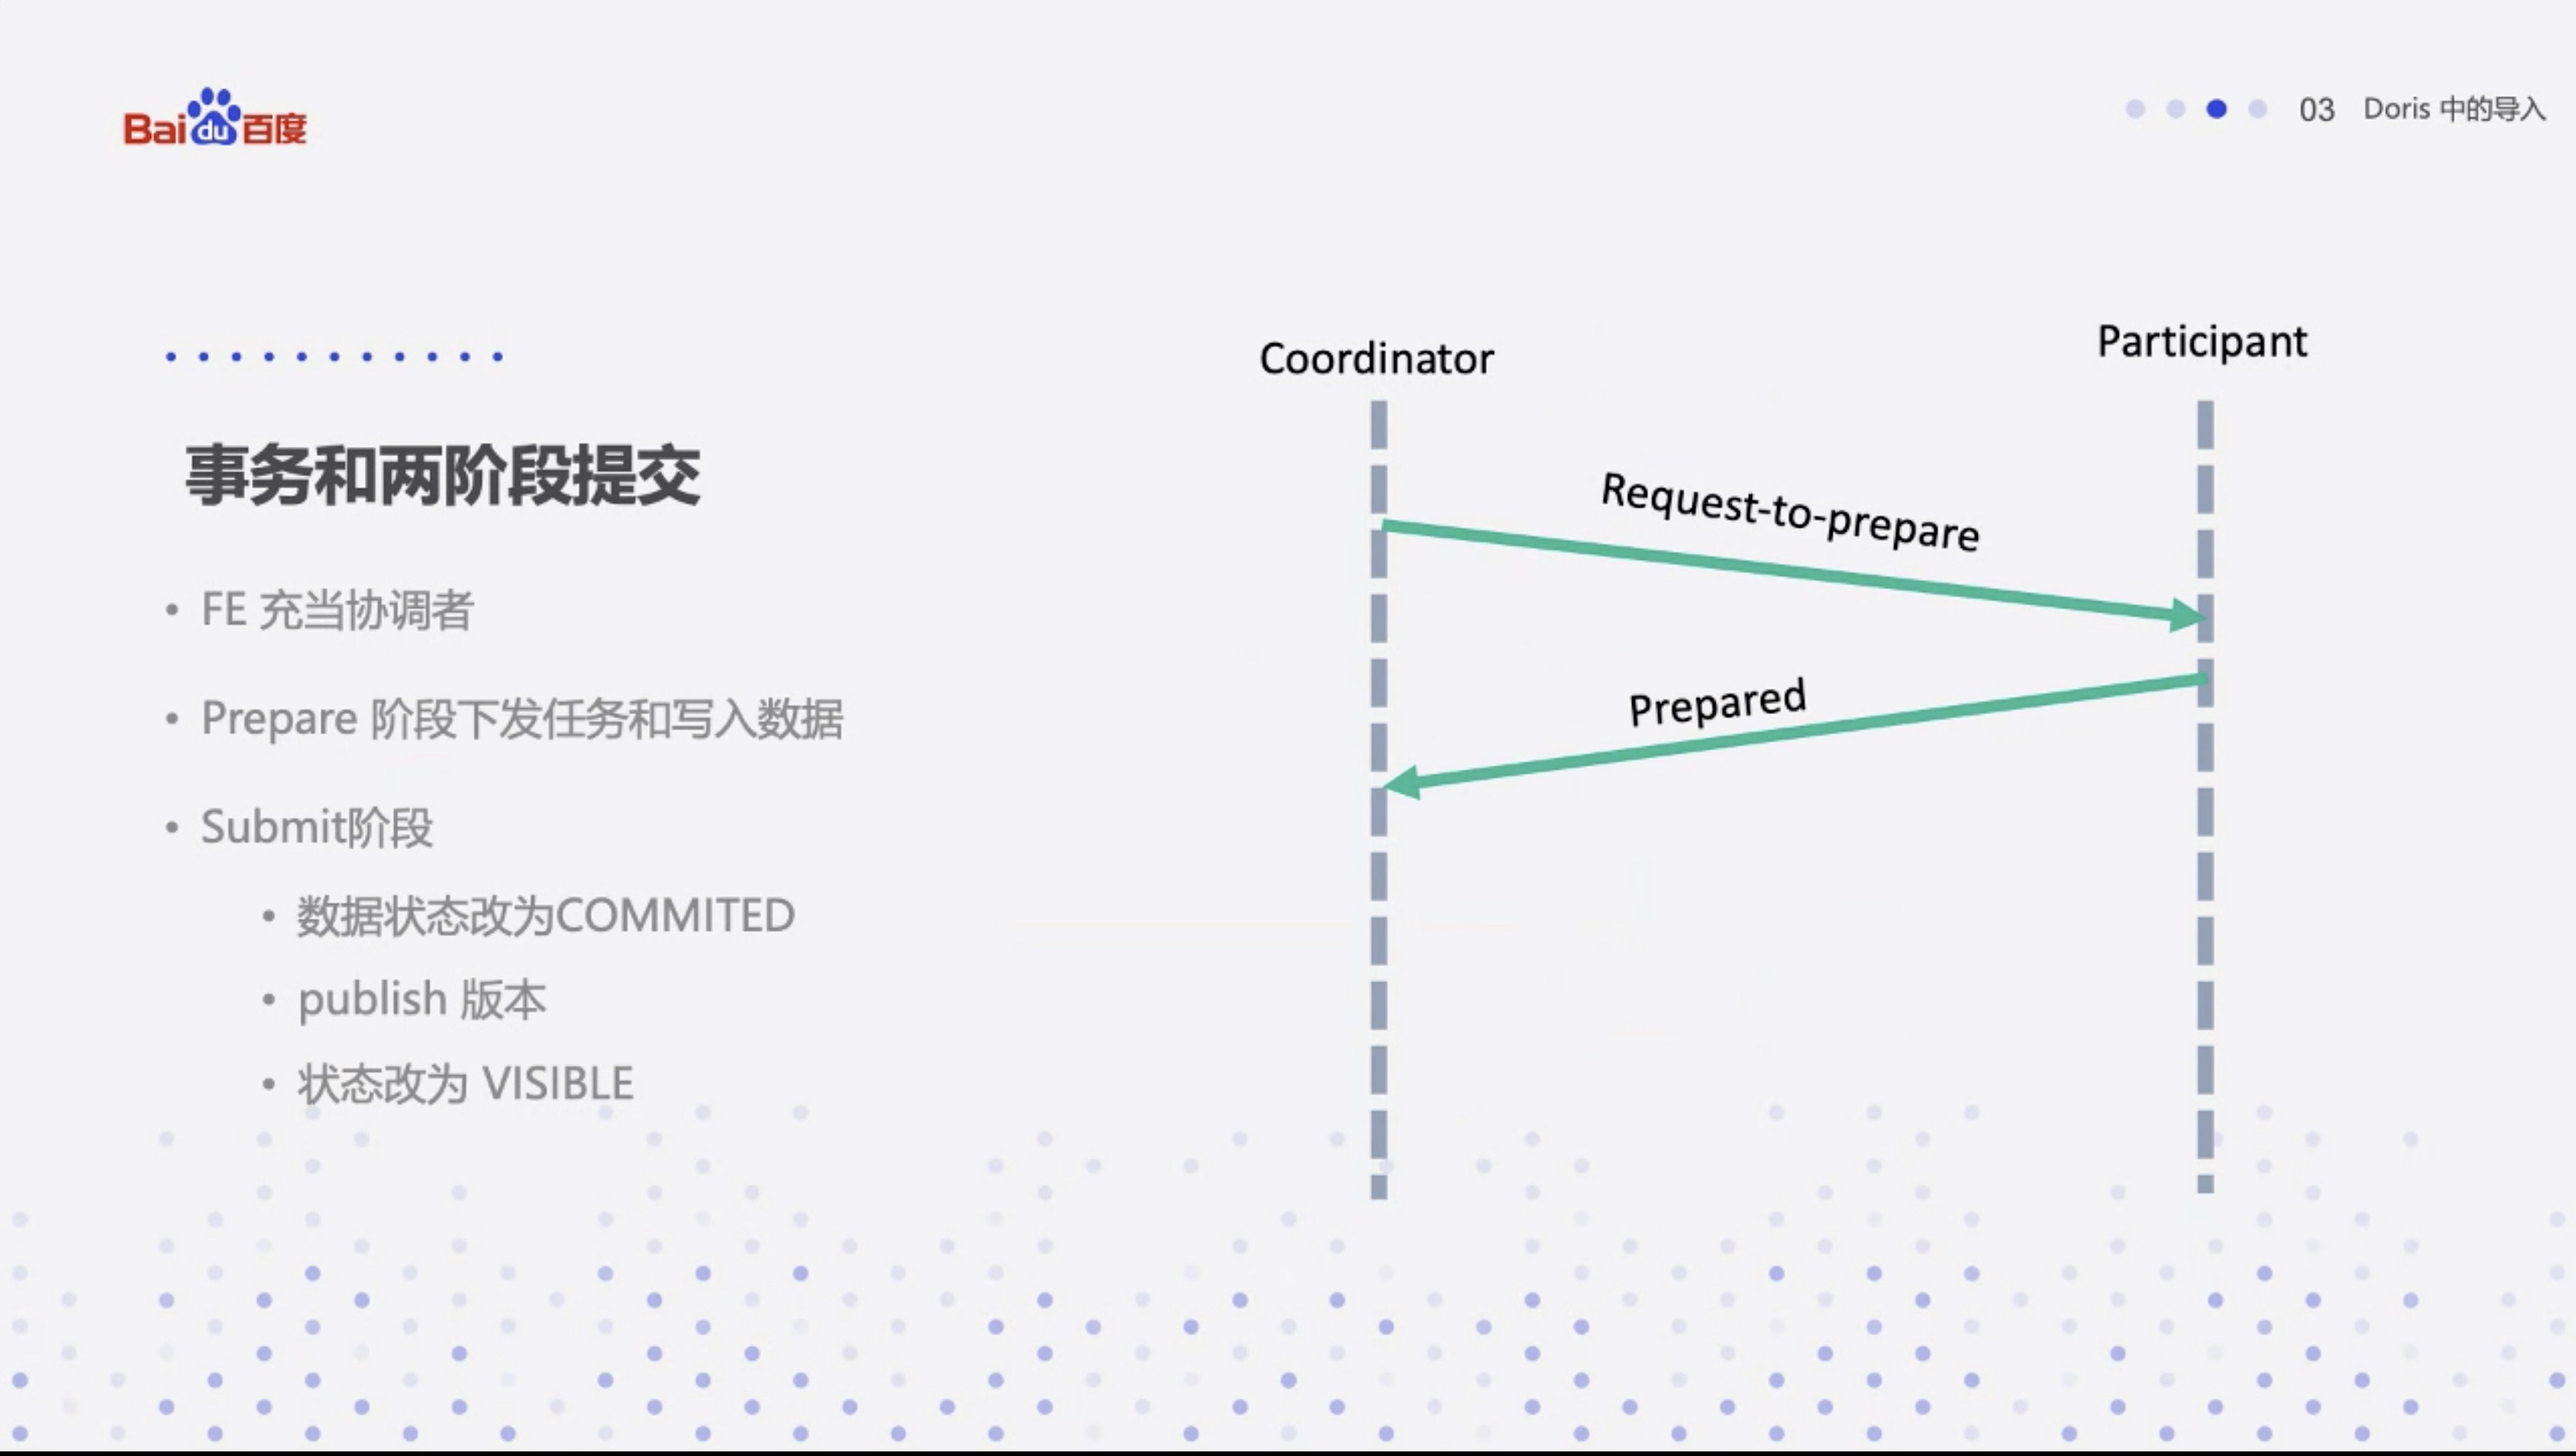 Bai du 百度
03 Doris 中的导入
事务和两阶段提交
• FE 充当协调者
• Prepare 阶段下发任务和写入数据
• Submit阶段
• 数据状态改为COMMITED
• publish 版本
• 状态改为 VISIBLE
Coordinator
Participant
Request-to-prepare
Prepared